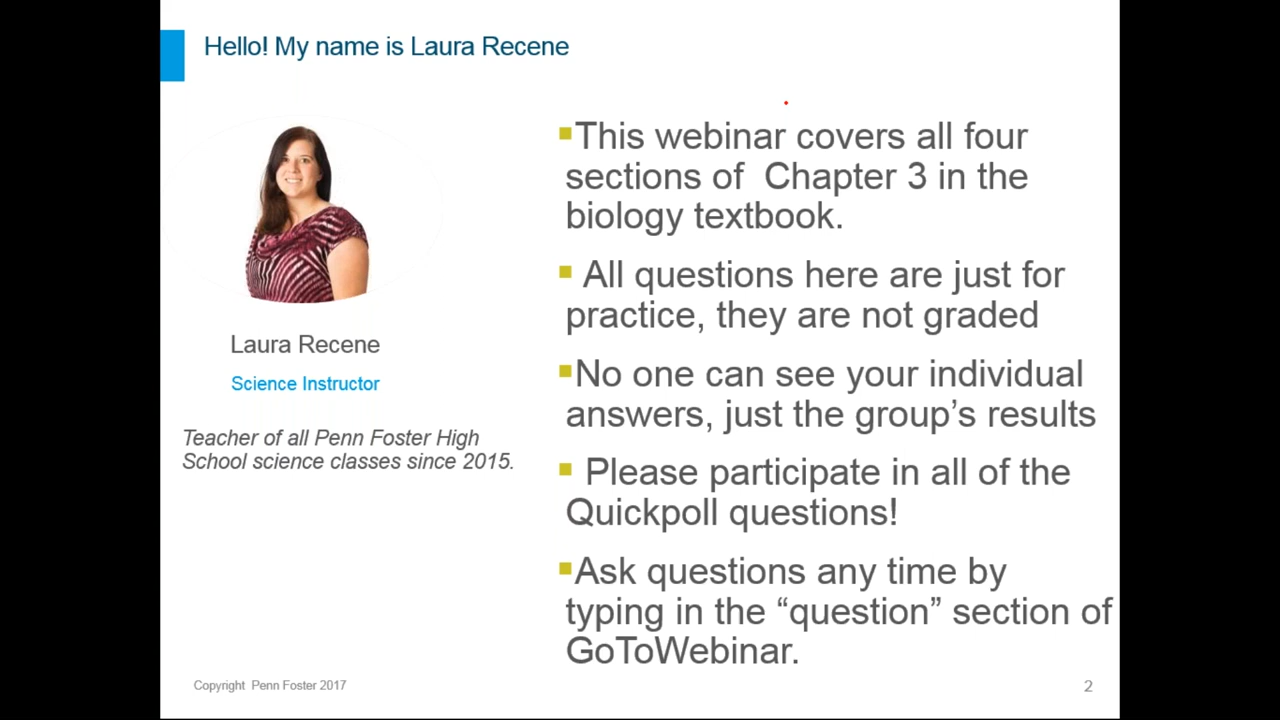 Hello! My name is Laura Recene
Laura Recene
Science Instructor
Teacher of all Penn Foster High
School science classes since 2015.
This webinar covers all four
sections of  Chapter 3 in the
biology textbook.
All questions here are just for
practice, they are not graded
No one can see your individual
answers, just the group’s results
Please participate in all of the
Quickpoll questions!
Ask questions any time by
typing in the “question” section of
GoToWebinar.
Copyright  Penn Foster 2017
2